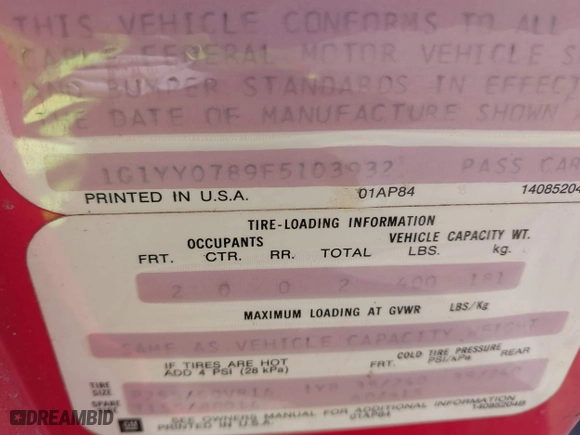 THIS VEHICLE CONFORMS TO ALL
FEDERAL MOTOR VEHICLE
BUMPER STANDARDS IN EFFECT
DATE OF MANUFACTURE SHOWN
1G1YY0789F5103932 PASS CAR
PRINTED IN U.S.A. 01AP84 1408520
TIRE-LOADING INFORMATION
OCCUPANTS VEHICLE CAPACITY WT.
FRT. CTR. RR. TOTAL LBS. kg.
2 0 0 2 400 181
MAXIMUM LOADING AT GVWR LBS/Kg
SAME AS VEHICLE CAPACITY WEIGHT
IF TIRES ARE HOT
ADD 4 PSI (28 kPa)
COLD TIRE PRESSURE
FRT. PSI/kPa REAR
TIRE SIZE
SPARE
SEE OWNERS MANUAL FOR ADDITIONAL INFORMATION
GM 01AP84 14085204B
DREAMBID